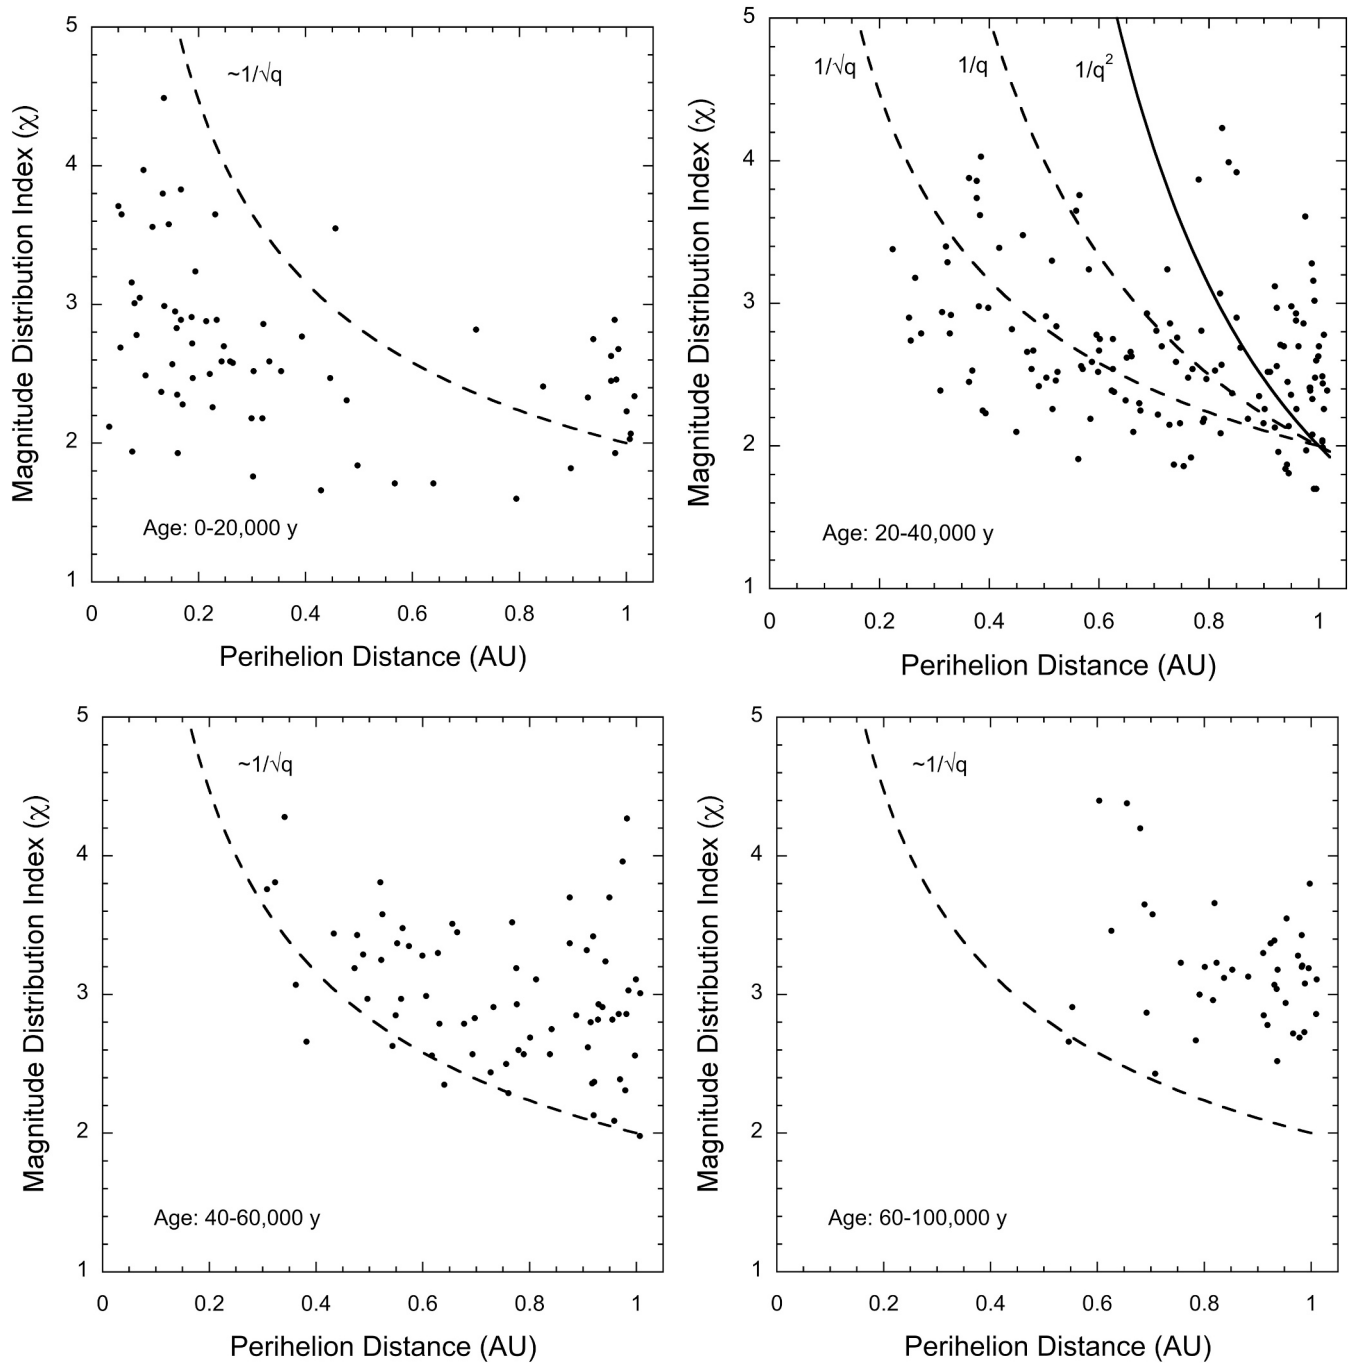 5
4
3
2
1
Magnitude Distribution Index (χ)
~1/√q
Age: 0-20,000 y
0 0.2 0.4 0.6 0.8 1
Perihelion Distance (AU)
5
4
3
2
1
Magnitude Distribution Index (χ)
1/√q 1/q 1/q²
Age: 20-40,000 y
0 0.2 0.4 0.6 0.8 1
Perihelion Distance (AU)
5
4
3
2
1
Magnitude Distribution Index (χ)
~1/√q
Age: 40-60,000 y
0 0.2 0.4 0.6 0.8 1
Perihelion Distance (AU)
5
4
3
2
1
Magnitude Distribution Index (χ)
~1/√q
Age: 60-100,000 y
0 0.2 0.4 0.6 0.8 1
Perihelion Distance (AU)